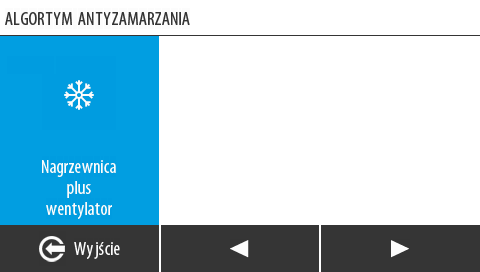 ALGORTYM ANTYZAMARZANIA
Nagrzewnica
plus
wentylator
Wyjście